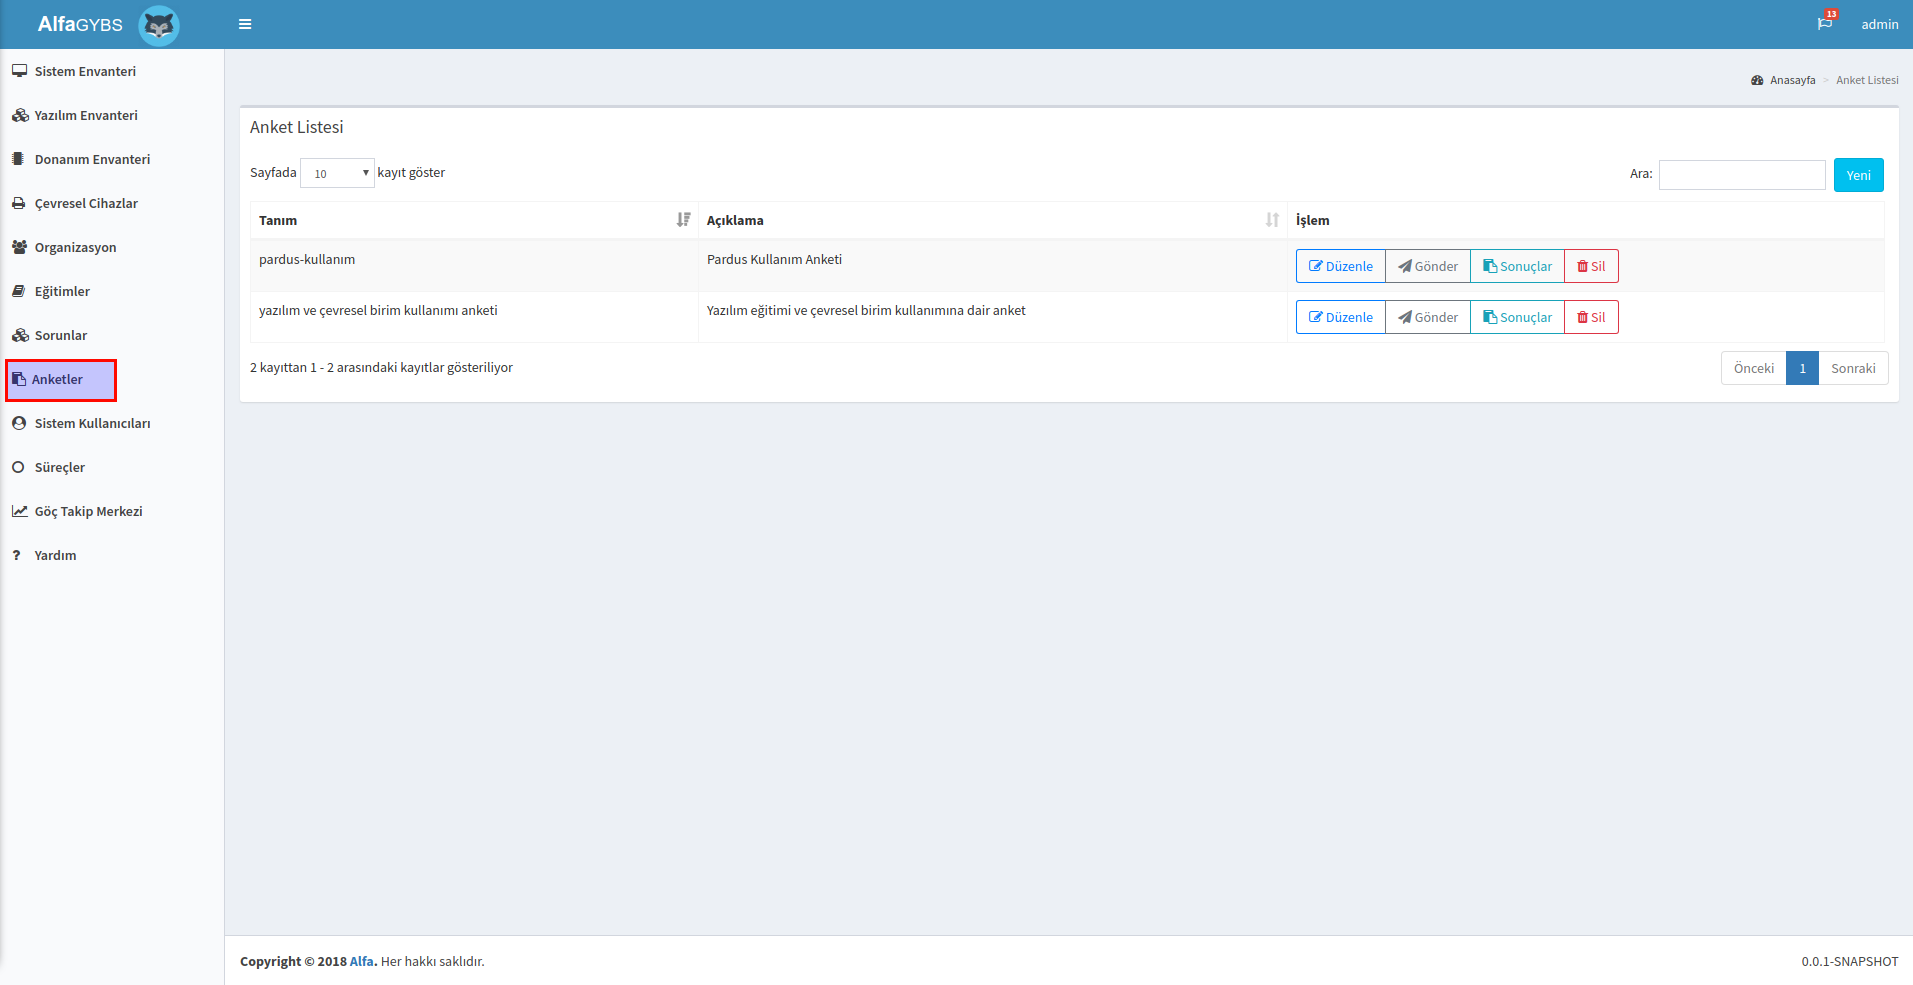 AlfaGYBS
13
admin
Sistem Envanteri
Yazılım Envanteri
Donanım Envanteri
Çevresel Cihazlar
Organizasyon
Eğitimler
Sorunlar
Anketler
Sistem Kullanıcıları
Süreçler
Göç Takip Merkezi
? Yardım
Anasayfa > Anket Listesi
Anket Listesi
Sayfada 10 kayıt göster
Ara: Yeni
Tanım Açıklama İşlem
pardus-kullanım Pardus Kullanım Anketi Düzenle Gönder Sonuçlar Sil
yazılım ve çevresel birim kullanımı anketi Yazılım eğitimi ve çevresel birim kullanımına dair anket Düzenle Gönder Sonuçlar Sil
2 kayıttan 1 - 2 arasındaki kayıtlar gösteriliyor
Önceki 1 Sonraki
Copyright © 2018 Alfa. Her hakkı saklıdır.
0.0.1-SNAPSHOT